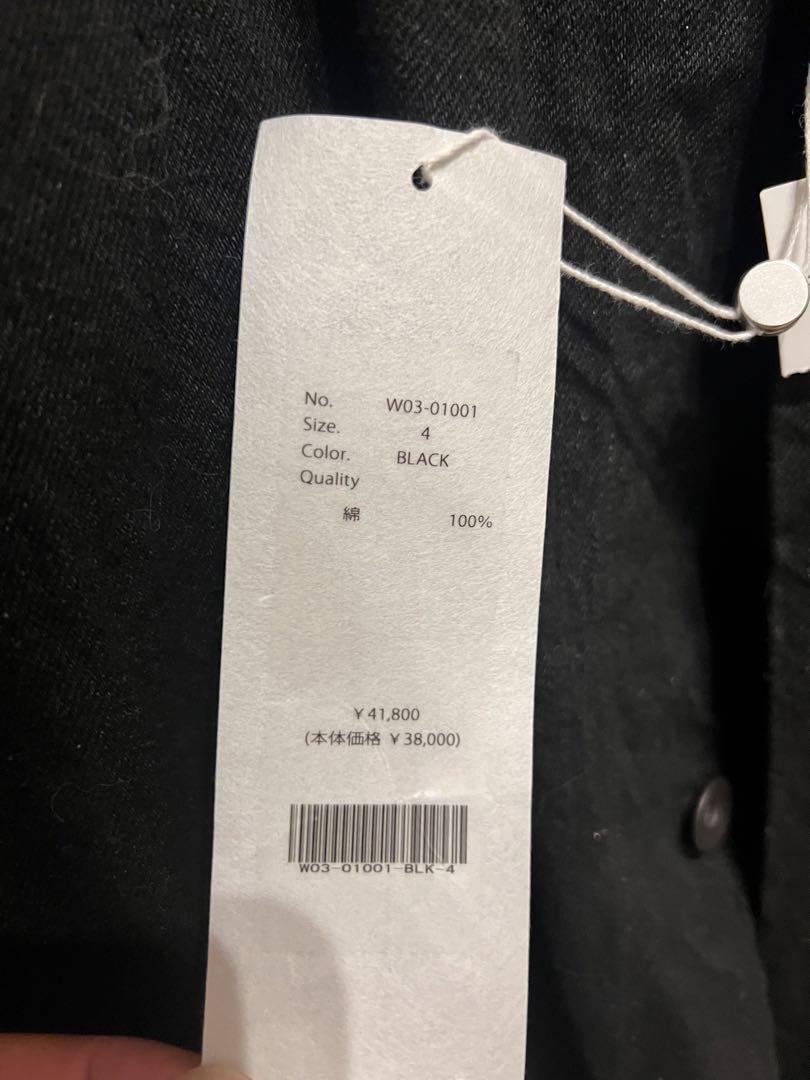 No. W03-01001
Size. 4
Color. BLACK
Quality
綿 100%
¥41,800
(本体価格 ¥38,000)
W03-01001-BLK-4